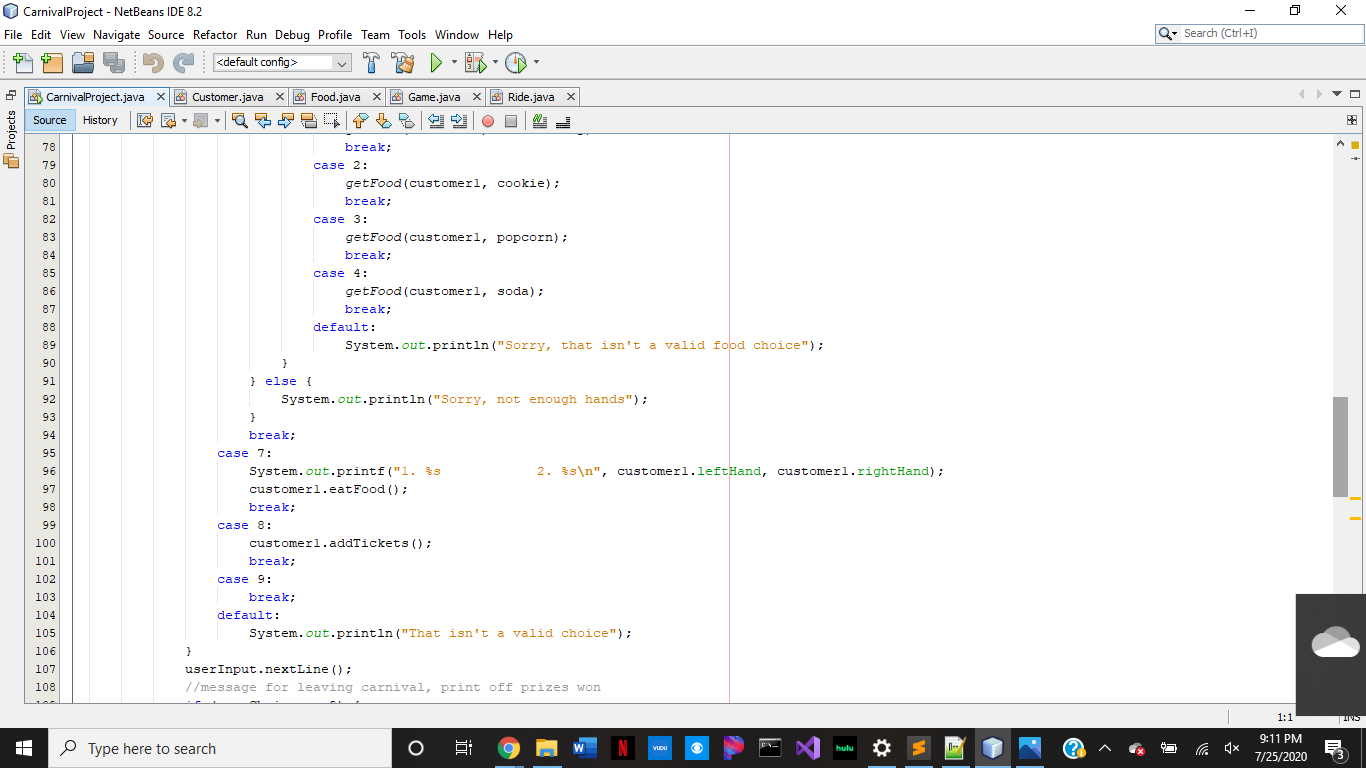 CarnivalProject - NetBeans IDE 8.2
File Edit View Navigate Source Refactor Run Debug Profile Team Tools Window Help
Search (Ctrl+I)
<default config>
CarnivalProject.java Customer.java Food.java Game.java Ride.java
Projects
Source History
78 break;
79 case 2:
80 getFood(customer1, cookie);
81 break;
82 case 3:
83 getFood(customer1, popcorn);
84 break;
85 case 4:
86 getFood(customer1, soda);
87 break;
88 default:
89 System.out.println("Sorry, that isn't a valid food choice");
90 }
91 } else {
92 System.out.println("Sorry, not enough hands");
93 }
94 break;
95 case 7:
96 System.out.printf("1. %s            2. %s\n", customer1.leftHand, customer1.rightHand);
97 customer1.eatFood();
98 break;
99 case 8:
100 customer1.addTickets();
101 break;
102 case 9:
103 break;
104 default:
105 System.out.println("That isn't a valid choice");
106 }
107 userInput.nextLine();
108 //message for leaving carnival, print off prizes won
1:1 INS
Type here to search
vudu
hulu
9:11 PM
7/25/2020
3